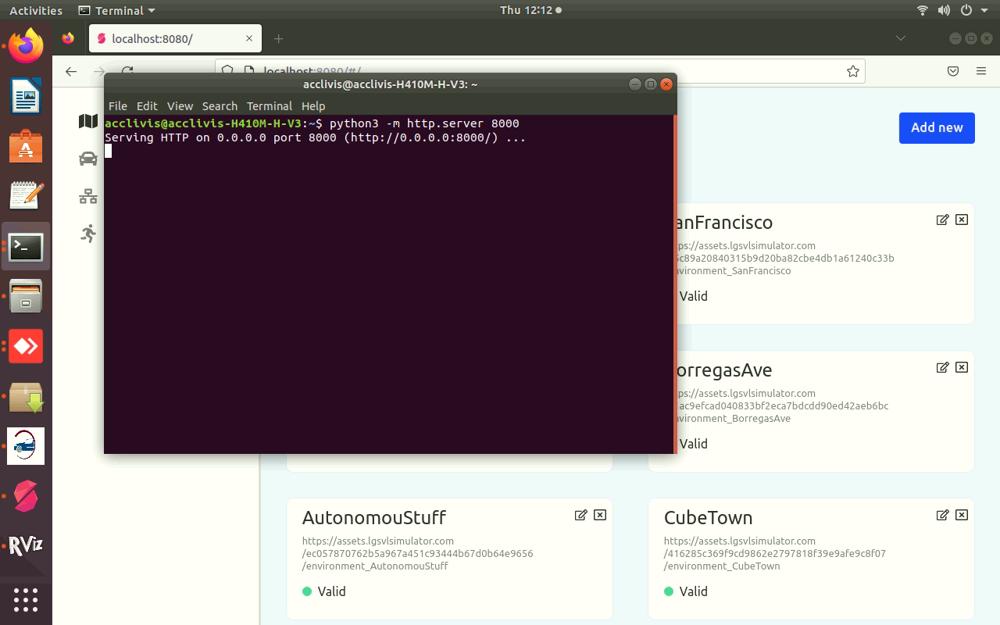 Activities
Terminal
Thu 12:12
localhost:8080/
localhost:8080/#/
acclivis@acclivis-H410M-H-V3: ~
File Edit View Search Terminal Help
acclivis@acclivis-H410M-H-V3:~$ python3 -m http.server 8000
Serving HTTP on 0.0.0.0 port 8000 (http://0.0.0.0:8000/) ...
Add new
anFrancisco
ps://assets.lgsvlsimulator.com
c89a20840315b9d20ba82cbe4db1a61240c33b
vironment_SanFrancisco
Valid
orregasAve
ps://assets.lgsvlsimulator.com
ac9efcad040833bf2eca7bdcdd90ed42aeb6bc
vironment_BorregasAve
Valid
AutonomouStuff
https://assets.lgsvlsimulator.com
/ec057870762b5a967a451c93444b67d0b64e9656
/environment_AutonomouStuff
Valid
CubeTown
https://assets.lgsvlsimulator.com
/416285c369f9cd9862e2797818f39e9afe9c8f07
/environment_CubeTown
Valid
RViz